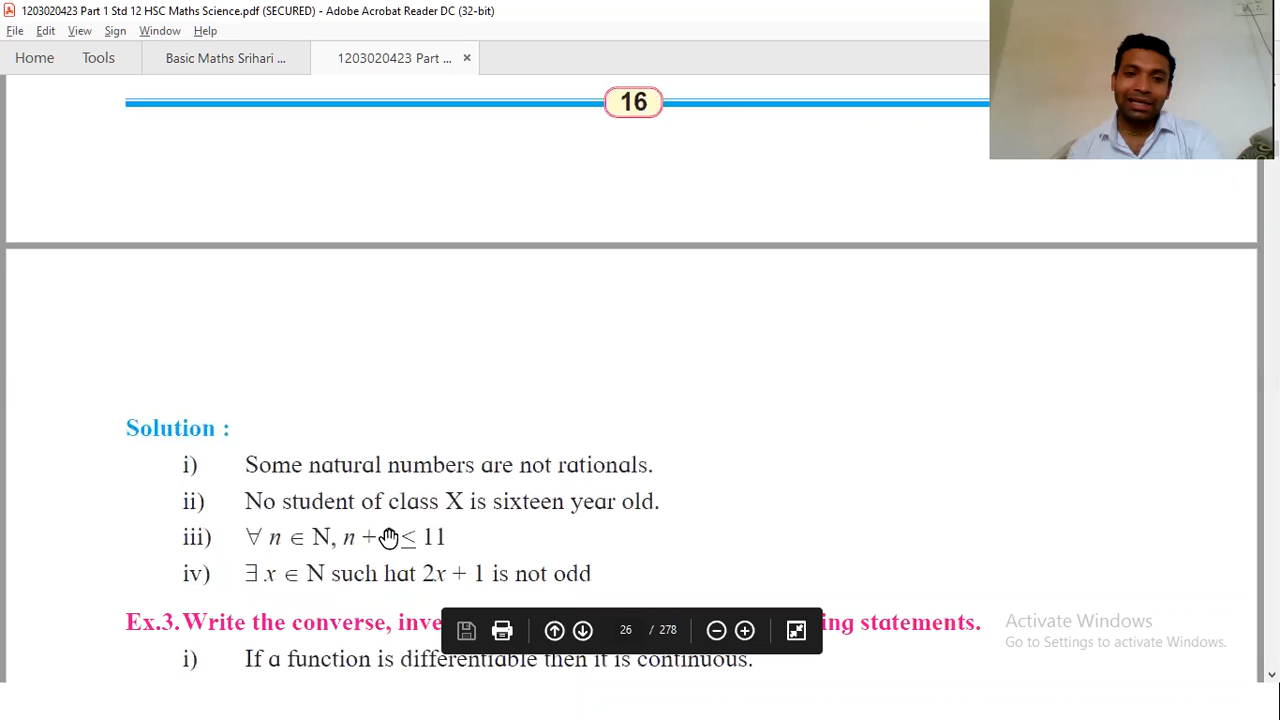 1203020423 Part 1 Std 12 HSC Maths Science.pdf (SECURED) - Adobe Acrobat Reader DC (32-bit)
File Edit View Sign Window Help
Home Tools Basic Maths Srihari ... 1203020423 Part ... ×
16
Solution :
i) Some natural numbers are not rationals.
ii) No student of class X is sixteen year old.
iii) ∀ n ∈ N, n + ≤ 11
iv) ∃ x ∈ N such hat 2x + 1 is not odd
Ex.3. Write the converse, inve ing statements.
26 / 278
i) If a function is differentiable then it is continuous.
Activate Windows
Go to Settings to activate Windows.